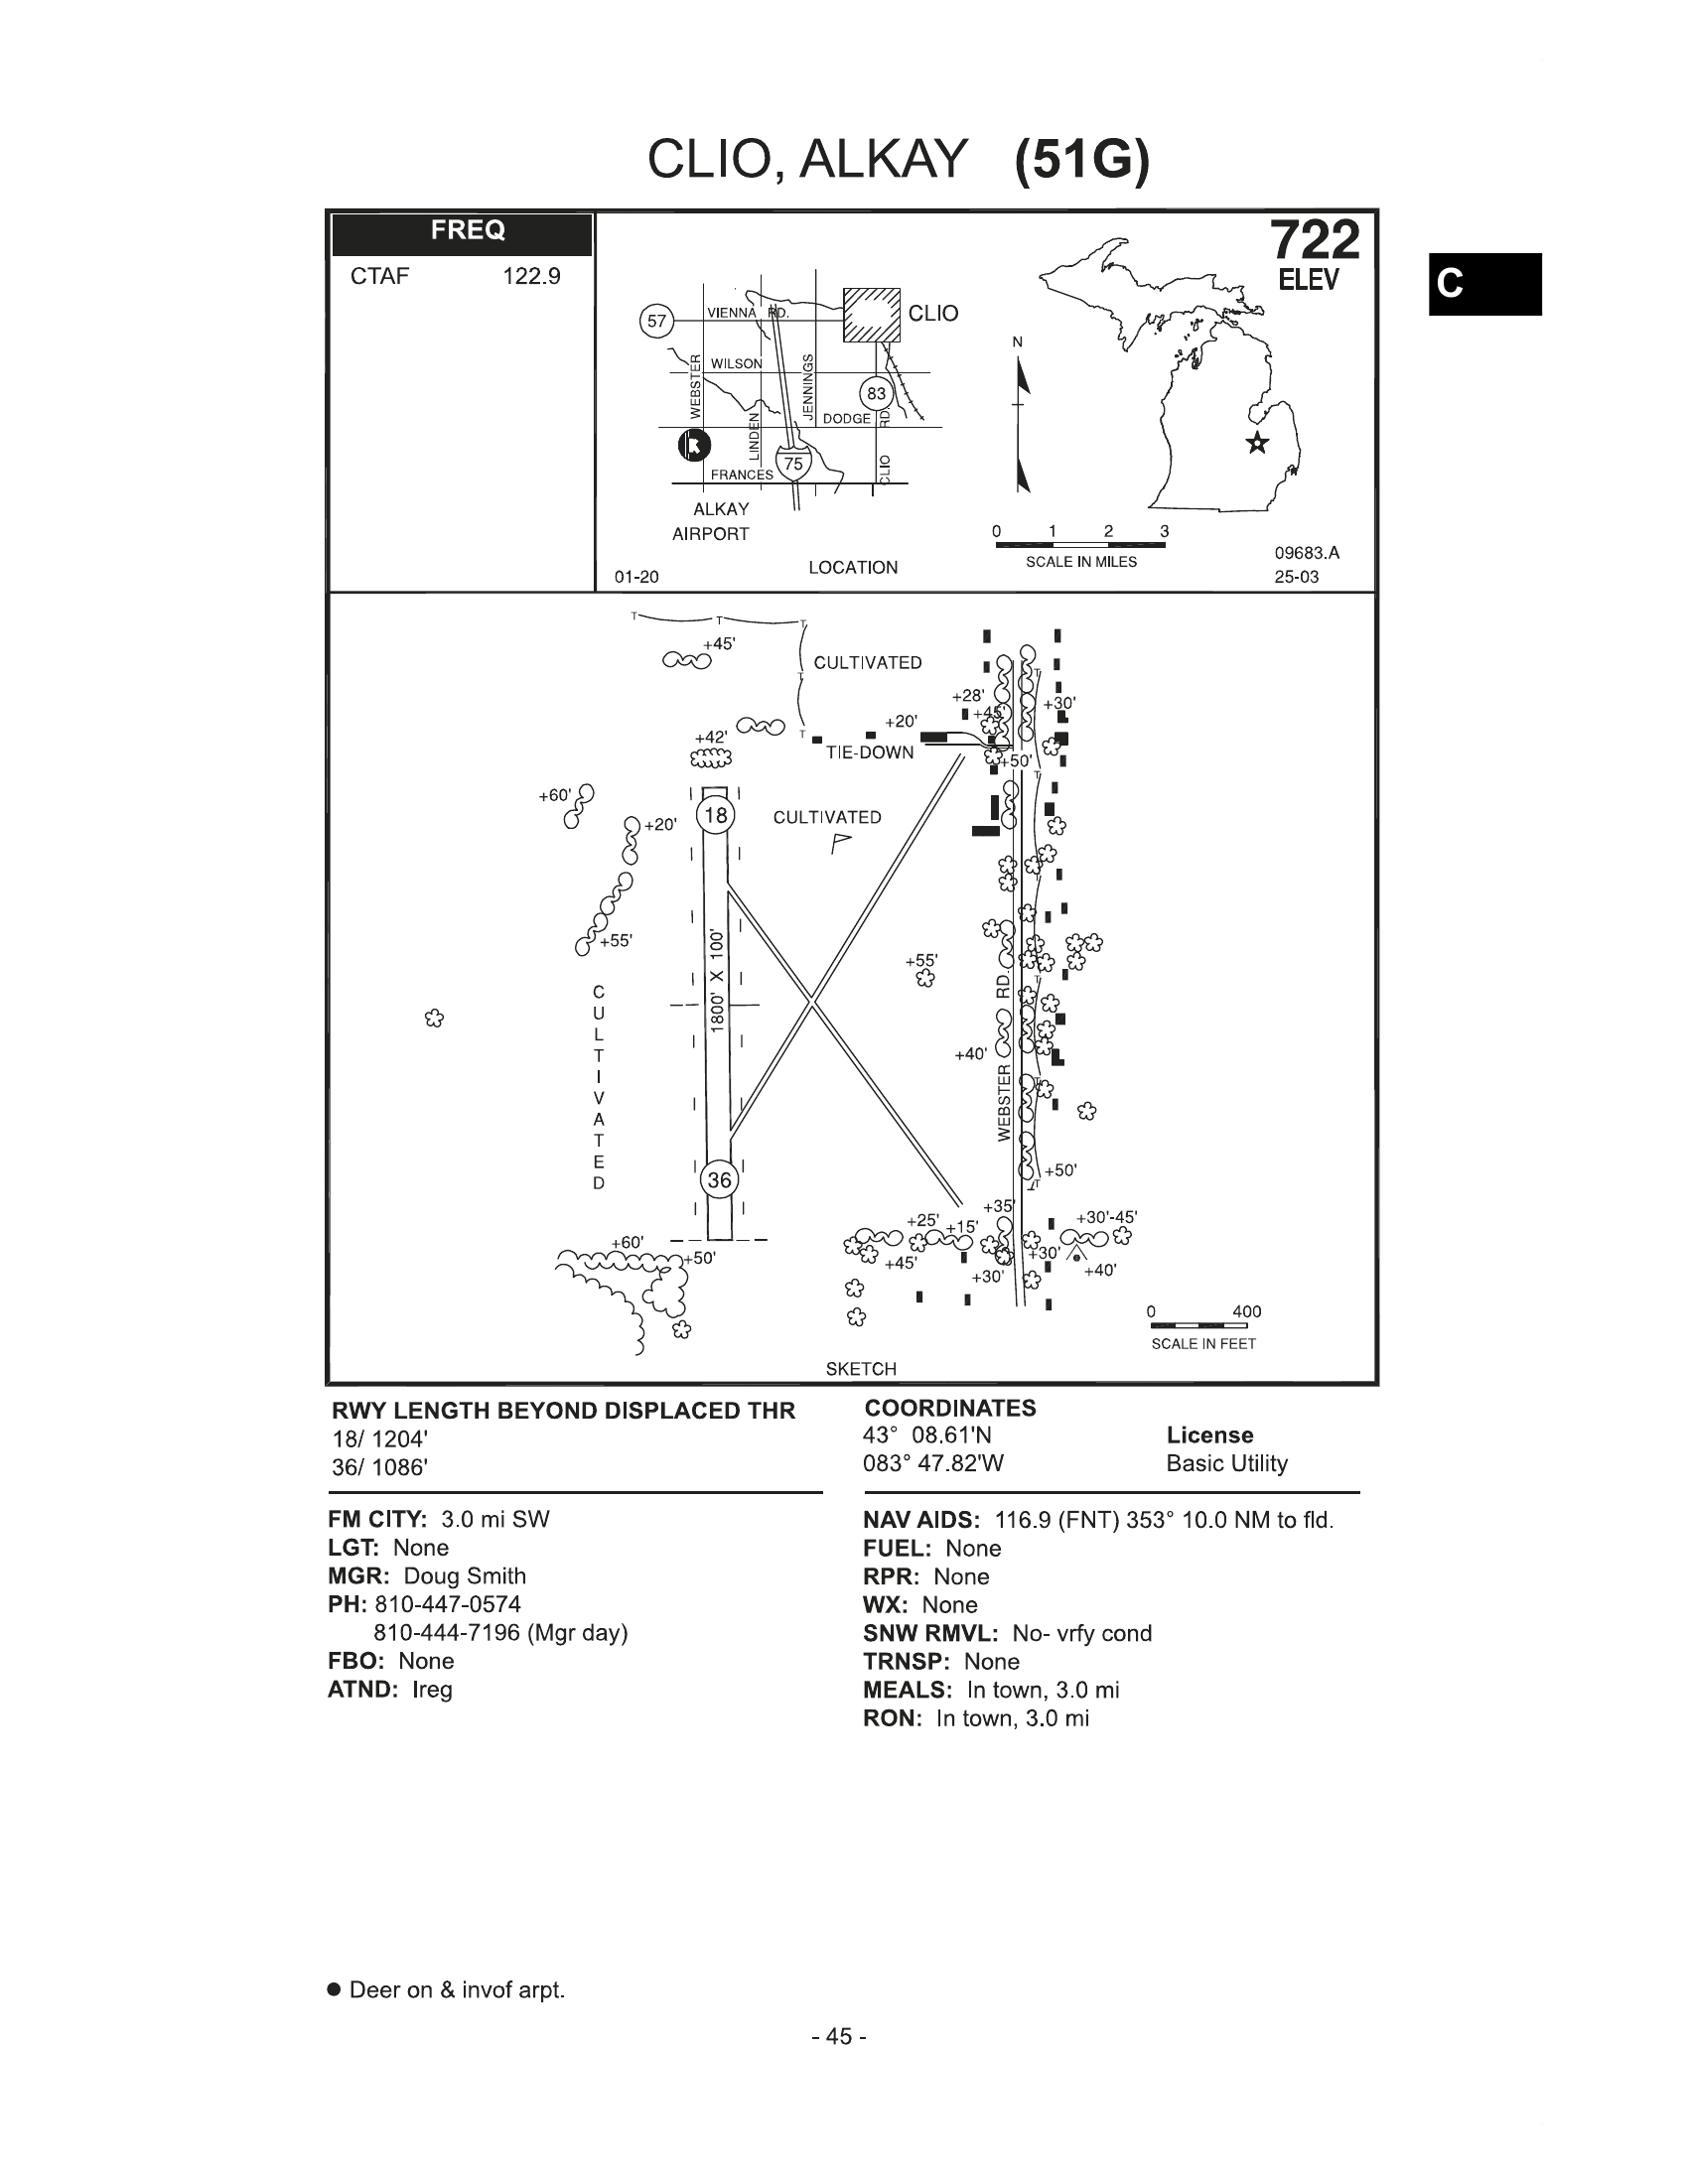 CLIO, ALKAY (51G)
FREQ
CTAF 122.9
722
ELEV
C
57
VIENNA RD.
CLIO
WEBSTER
WILSON
JENNINGS
83
LINDEN
DODGE
CLIO RD.
75
FRANCES
ALKAY
AIRPORT
N
0 1 2 3
SCALE IN MILES
LOCATION
01-20
09683.A
25-03
T T T
+45'
CULTIVATED
T
T
+28'
+45'
+30'
T
+20'
+42'
T
TIE-DOWN
+50'
T
+60'
+20'
18
CULTIVATED
+55'
1800' X 100'
+55'
CULTIVATED
WEBSTER RD.
+40'
T
T
+50'
T
36
+60'
+50'
+25'
+15'
+35'
+30'-45'
+45'
+30'
+30'
+40'
0 400
SCALE IN FEET
SKETCH
RWY LENGTH BEYOND DISPLACED THR
18/ 1204'
36/ 1086'
COORDINATES
43° 08.61'N
083° 47.82'W
License
Basic Utility
FM CITY: 3.0 mi SW
LGT: None
MGR: Doug Smith
PH: 810-447-0574
810-444-7196 (Mgr day)
FBO: None
ATND: Ireg
NAV AIDS: 116.9 (FNT) 353° 10.0 NM to fld.
FUEL: None
RPR: None
WX: None
SNW RMVL: No- vrfy cond
TRNSP: None
MEALS: In town, 3.0 mi
RON: In town, 3.0 mi
● Deer on & invof arpt.
- 45 -